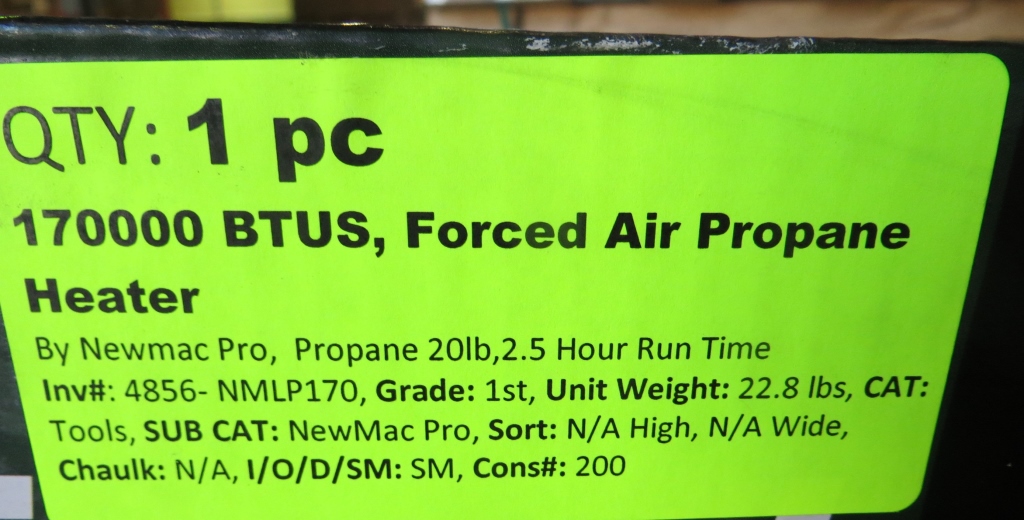 QTY: 1 pc
170000 BTUS, Forced Air Propane
Heater
By Newmac Pro, Propane 20lb,2.5 Hour Run Time
Inv#: 4856- NMLP170, Grade: 1st, Unit Weight: 22.8 lbs, CAT:
Tools, SUB CAT: NewMac Pro, Sort: N/A High, N/A Wide,
Chaulk: N/A, I/O/D/SM: SM, Cons#: 200